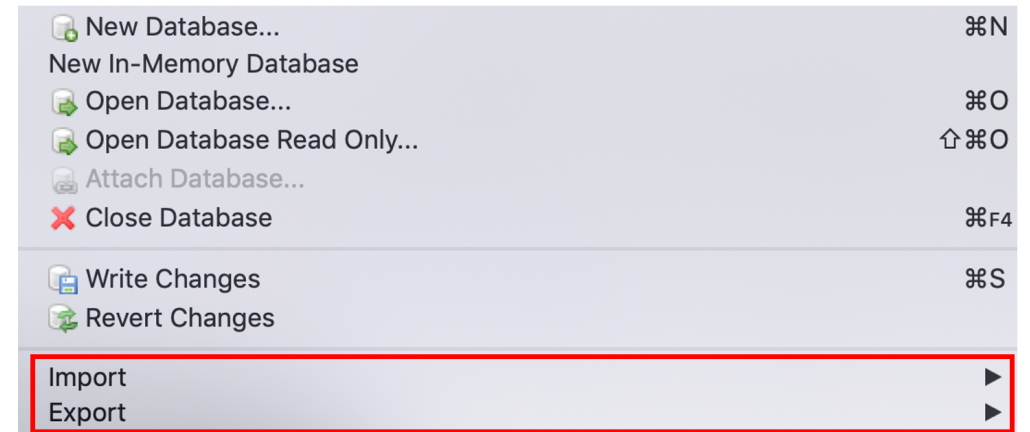 New Database... ⌘N
New In-Memory Database
Open Database... ⌘O
Open Database Read Only... ⇧⌘O
Attach Database...
Close Database ⌘F4
Write Changes ⌘S
Revert Changes
Import ▶
Export ▶